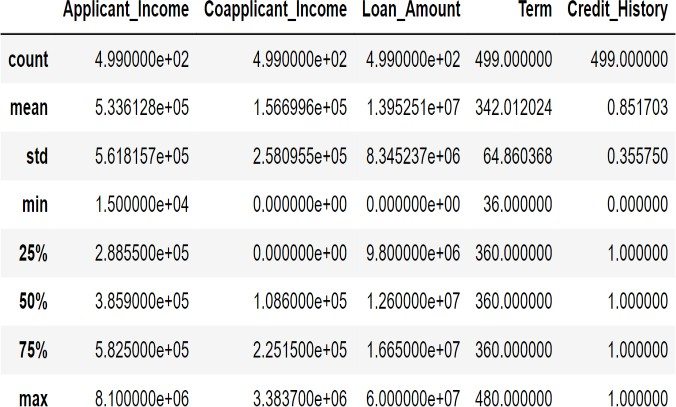 Applicant_Income Coapplicant_Income Loan_Amount Term Credit_History
count 4.990000e+02 4.990000e+02 4.990000e+02 499.000000 499.000000
mean 5.336128e+05 1.566996e+05 1.395251e+07 342.012024 0.851703
std 5.618157e+05 2.580955e+05 8.345237e+06 64.860368 0.355750
min 1.500000e+04 0.000000e+00 0.000000e+00 36.000000 0.000000
25% 2.885500e+05 0.000000e+00 9.800000e+06 360.000000 1.000000
50% 3.859000e+05 1.086000e+05 1.260000e+07 360.000000 1.000000
75% 5.825000e+05 2.251500e+05 1.665000e+07 360.000000 1.000000
max 8.100000e+06 3.383700e+06 6.000000e+07 480.000000 1.000000